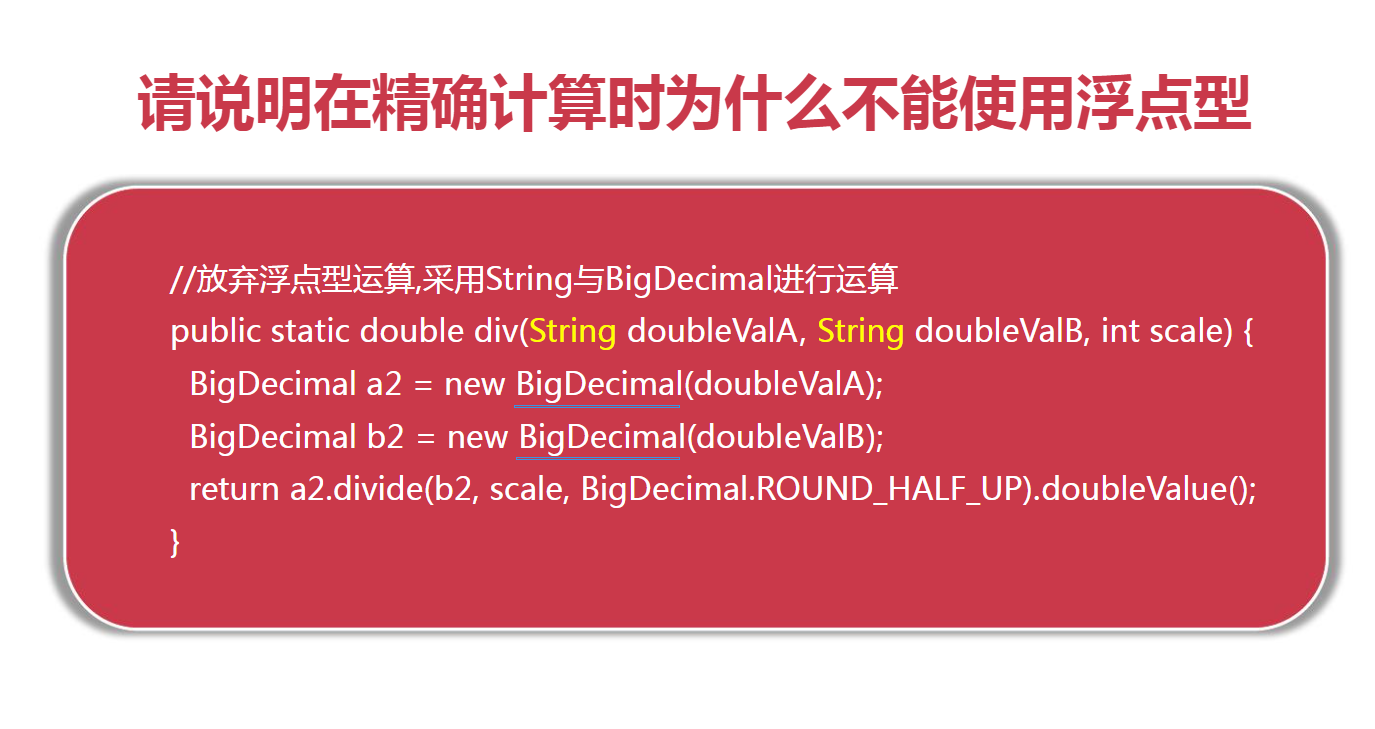 请说明在精确计算时为什么不能使用浮点型
//放弃浮点型运算,采用String与BigDecimal进行运算
public static double div(String doubleValA, String doubleValB, int scale) {
BigDecimal a2 = new BigDecimal(doubleValA);
BigDecimal b2 = new BigDecimal(doubleValB);
return a2.divide(b2, scale, BigDecimal.ROUND_HALF_UP).doubleValue();
}